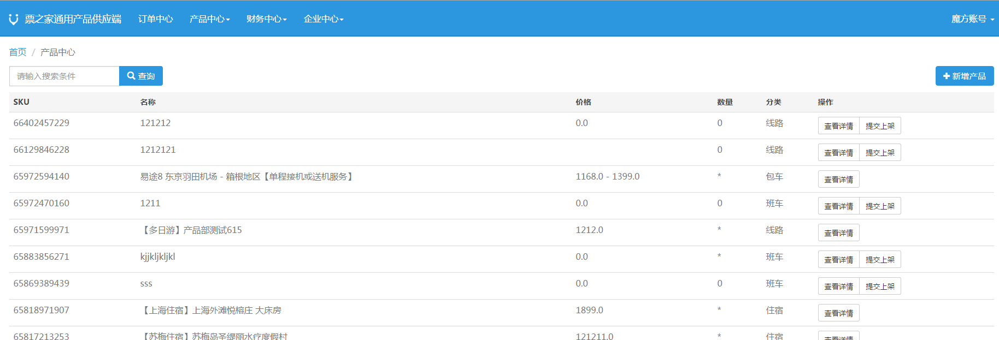 票之家通用产品供应端 订单中心 产品中心 财务中心 企业中心 魔方账号
首页 / 产品中心
请输入搜索条件 查询 新增产品
SKU 名称 价格 数量 分类 操作
66402457229 121212 0.0 0 线路 查看详情 提交上架
66129846228 1212121 0 线路 查看详情 提交上架
65972594140 易途8 东京羽田机场 - 箱根地区【单程接机或送机服务】 1168.0 - 1399.0 * 包车 查看详情
65972470160 1211 0.0 0 班车 查看详情 提交上架
65971599971 【多日游】产品部测试615 1212.0 * 线路 查看详情
65883856271 kjjkljkljkl 0.0 * 班车 查看详情 提交上架
65869389439 sss 0.0 0 班车 查看详情 提交上架
65818971907 【上海住宿】上海外滩悦榕庄 大床房 1899.0 * 住宿 查看详情
65817213253 【苏梅住宿】苏梅岛圣缇丽水疗度假村 121211.0 * 住宿 查看详情